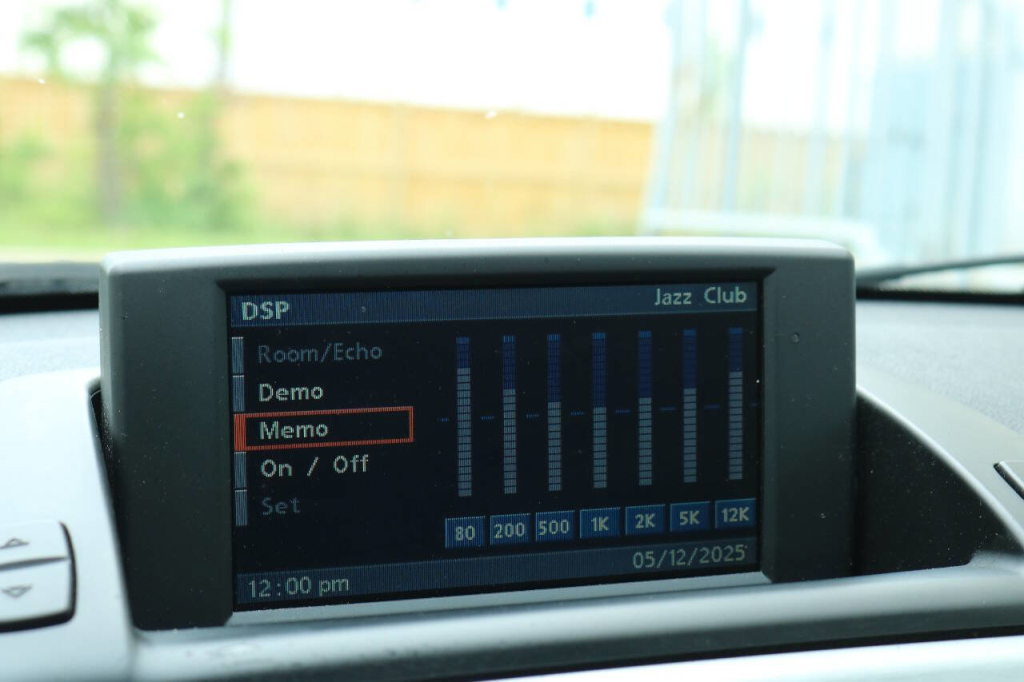 DSP
Jazz Club
Room/Echo
Demo
Memo
On / Off
Set
80 200 500 1K 2K 5K 12K
05/12/2025
12:00 pm